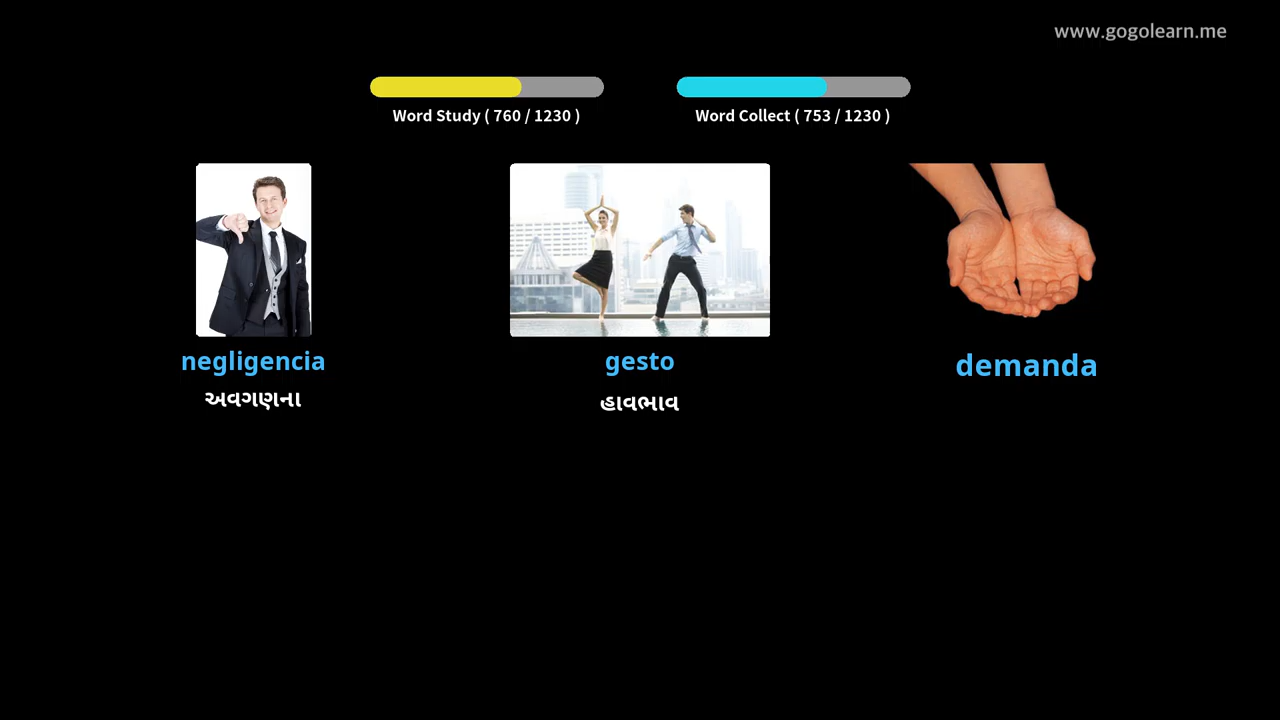 www.gogolearn.me
Word Study ( 760 / 1230 )
Word Collect ( 753 / 1230 )
negligencia
અવગણના
gesto
હાવભાવ
demanda